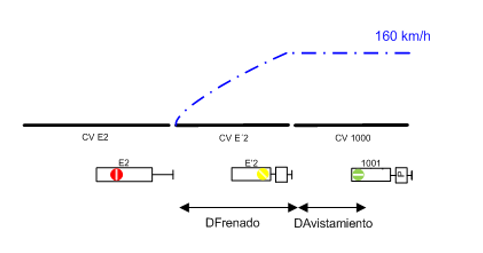 160 km/h
CV E2
CV E´2
CV 1000
E2
E'2
1001
P
DFrenado
DAvistamiento